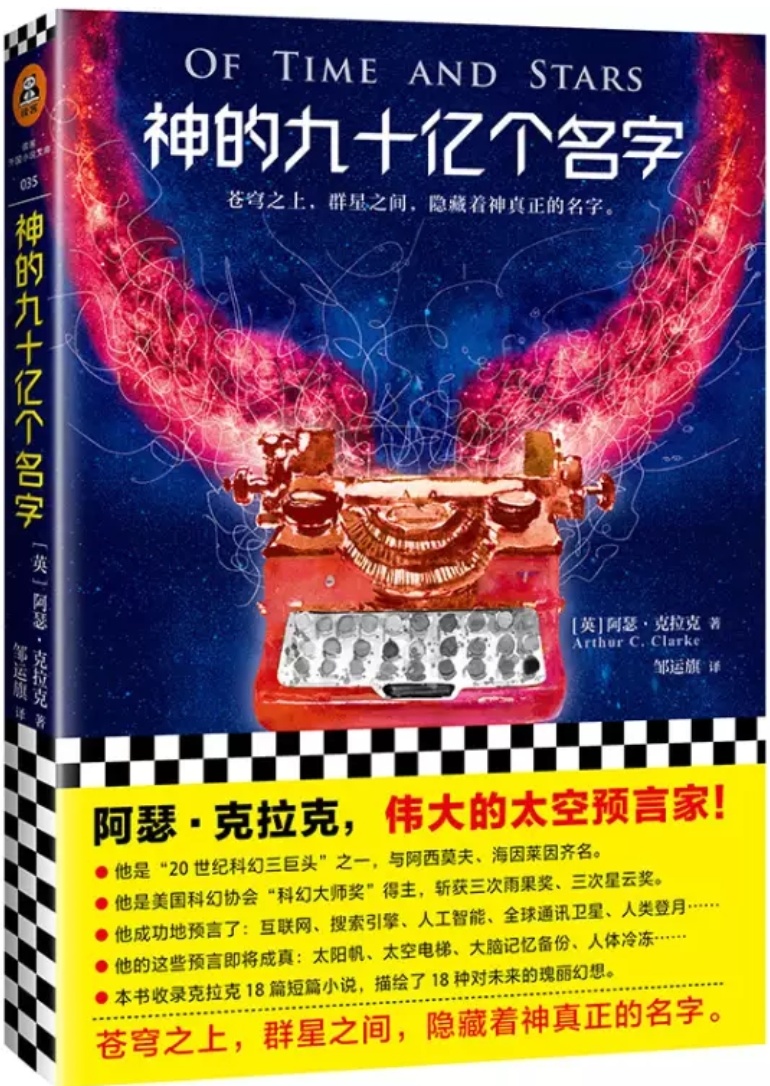 OF TIME AND STARS
神的九十亿个名字
苍穹之上，群星之间，隐藏着神真正的名字。
[英]阿瑟·克拉克 著
Arthur C. Clarke
邹运旗 译
阿瑟·克拉克，伟大的太空预言家！
● 他是“20世纪科幻三巨头”之一，与阿西莫夫、海因莱因齐名。
● 他是美国科幻协会“科幻大师奖”得主，斩获三次雨果奖、三次星云奖。
● 他成功地预言了：互联网、搜索引擎、人工智能、全球通讯卫星、人类登月……
● 他的这些预言即将成真：太阳帆、太空电梯、大脑记忆备份、人体冷冻……
● 本书收录克拉克18篇短篇小说，描绘了18种对未来的瑰丽幻想。
苍穹之上，群星之间，隐藏着神真正的名字。
读客
外国小说文库
035
神的九十亿个名字
[英]阿瑟·克拉克 著
邹运旗 译